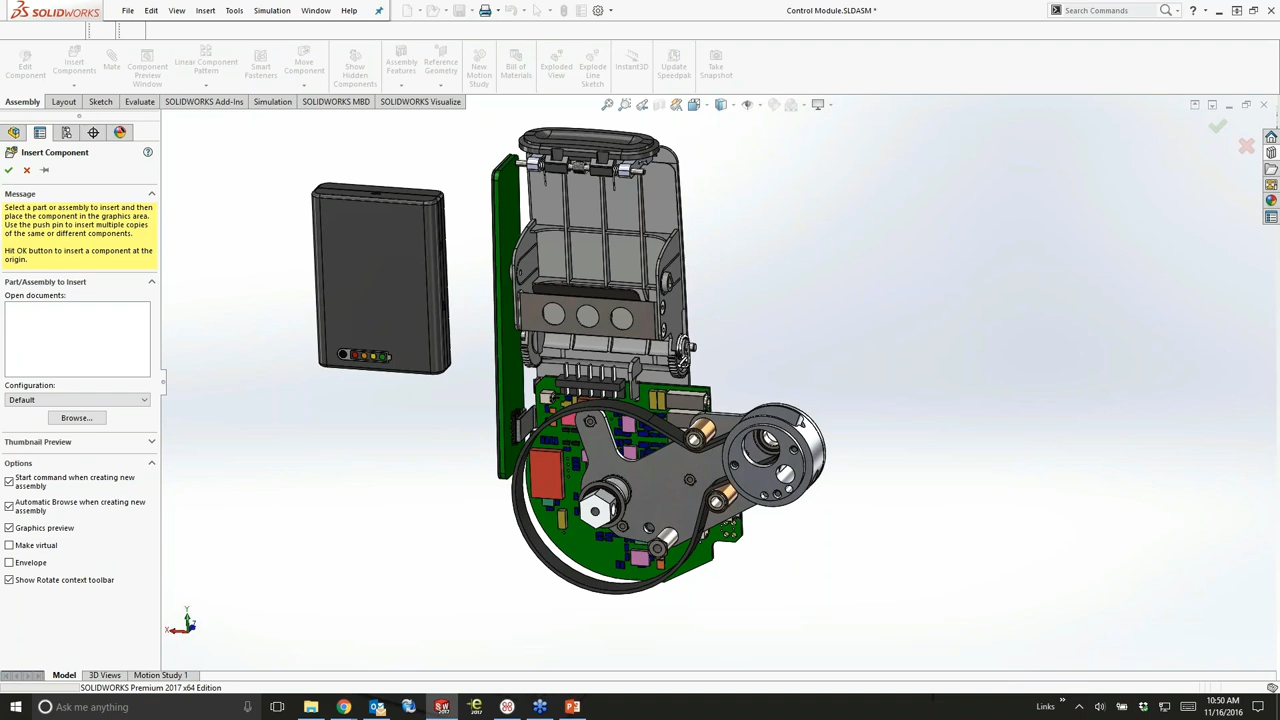 SOLIDWORKS File Edit View Insert Tools Simulation Window Help Control Module.SLDASM * Search Commands
Edit Component
Insert Components
Mate
Component Preview Window
Linear Component Pattern
Smart Fasteners
Move Component
Show Hidden Components
Assembly Features
Reference Geometry
New Motion Study
Bill of Materials
Exploded View
Explode Line Sketch
Instant3D
Update Speedpak
Take Snapshot
Assembly Layout Sketch Evaluate SOLIDWORKS Add-Ins Simulation SOLIDWORKS MBD SOLIDWORKS Visualize
Insert Component
Message
Select a part or assembly to insert and then
place the component in the graphics area.
Use the push pin to insert multiple copies
of the same or different components.
Hit OK button to insert a component at the
origin.
Part/Assembly to Insert
Open documents:
Configuration:
Default
Browse...
Thumbnail Preview
Options
Start command when creating new
assembly
Automatic Browse when creating new
assembly
Graphics preview
Make virtual
Envelope
Show Rotate context toolbar
Y
X
Z
Model 3D Views Motion Study 1
SOLIDWORKS Premium 2017 x64 Edition
Ask me anything
Links
10:50 AM
11/16/2016